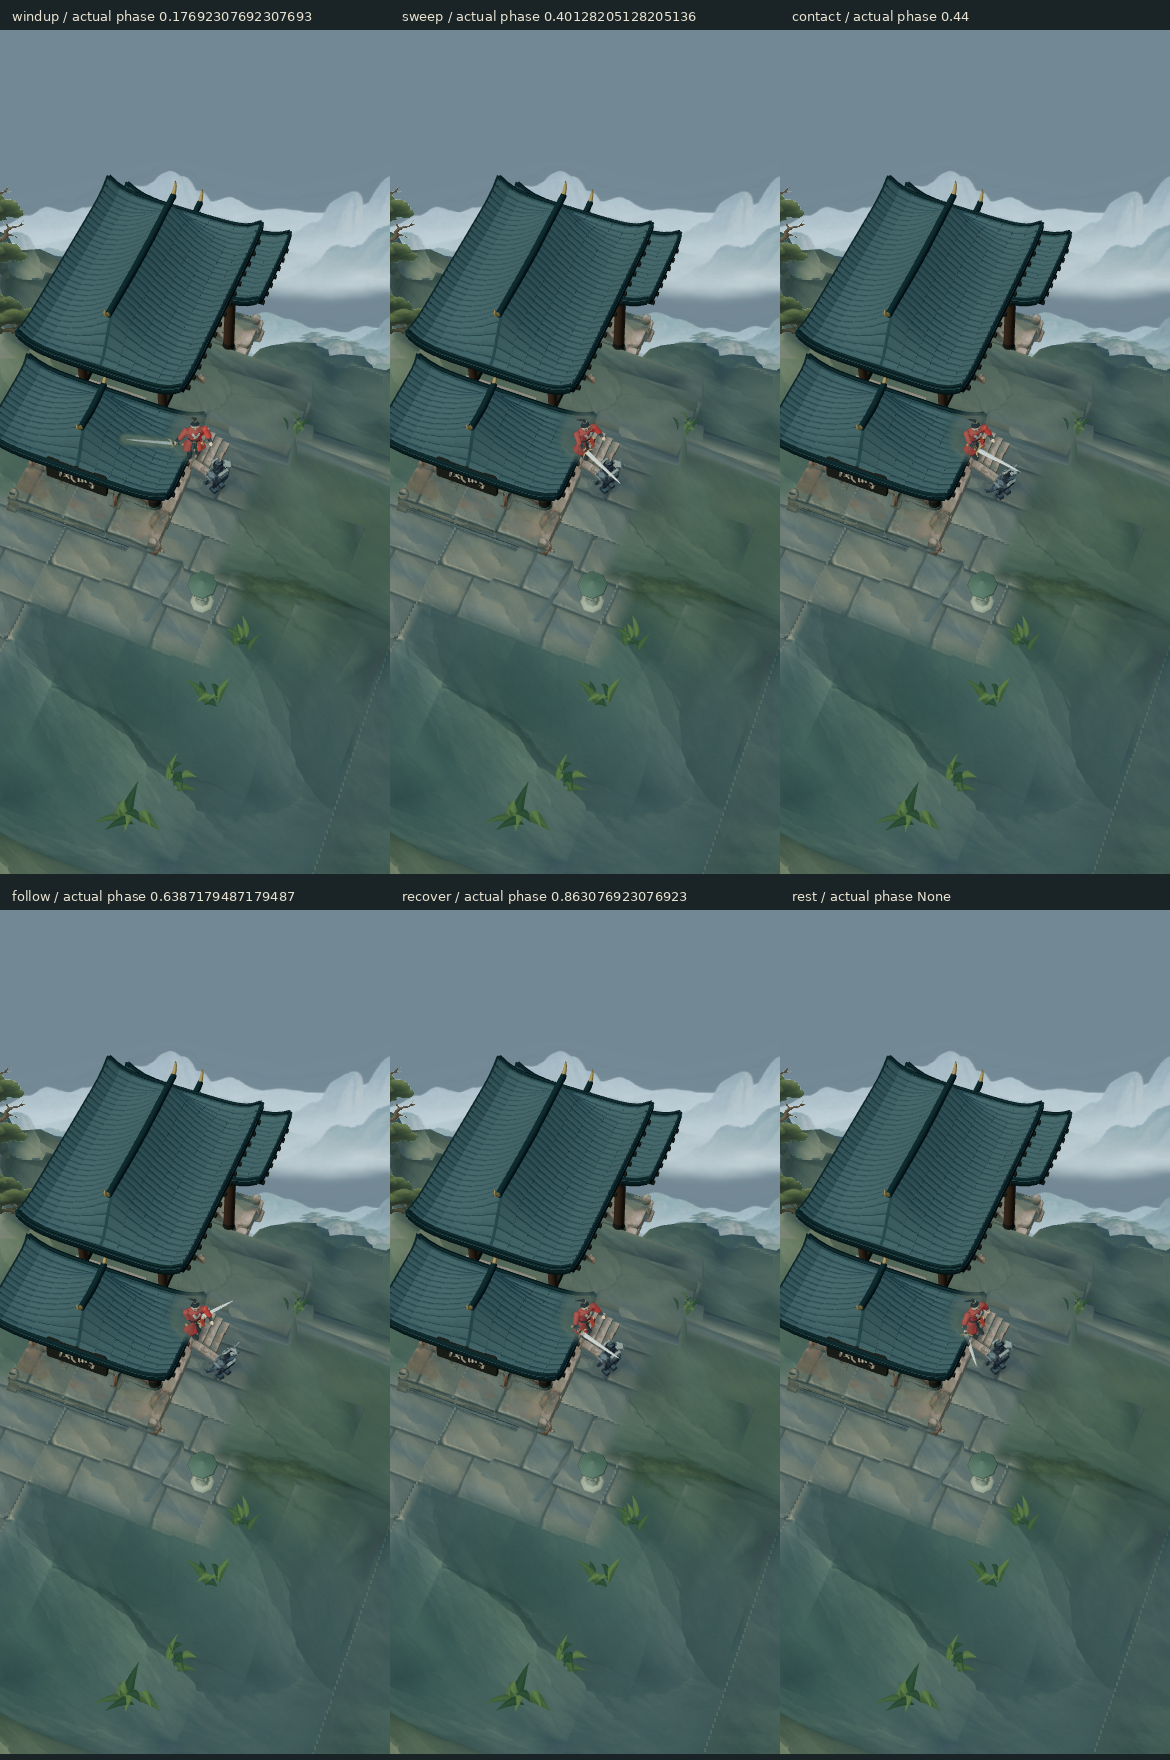 windup / actual phase 0.17692307692307693
sweep / actual phase 0.40128205128205136
contact / actual phase 0.44
follow / actual phase 0.6387179487179487
recover / actual phase 0.863076923076923
rest / actual phase None